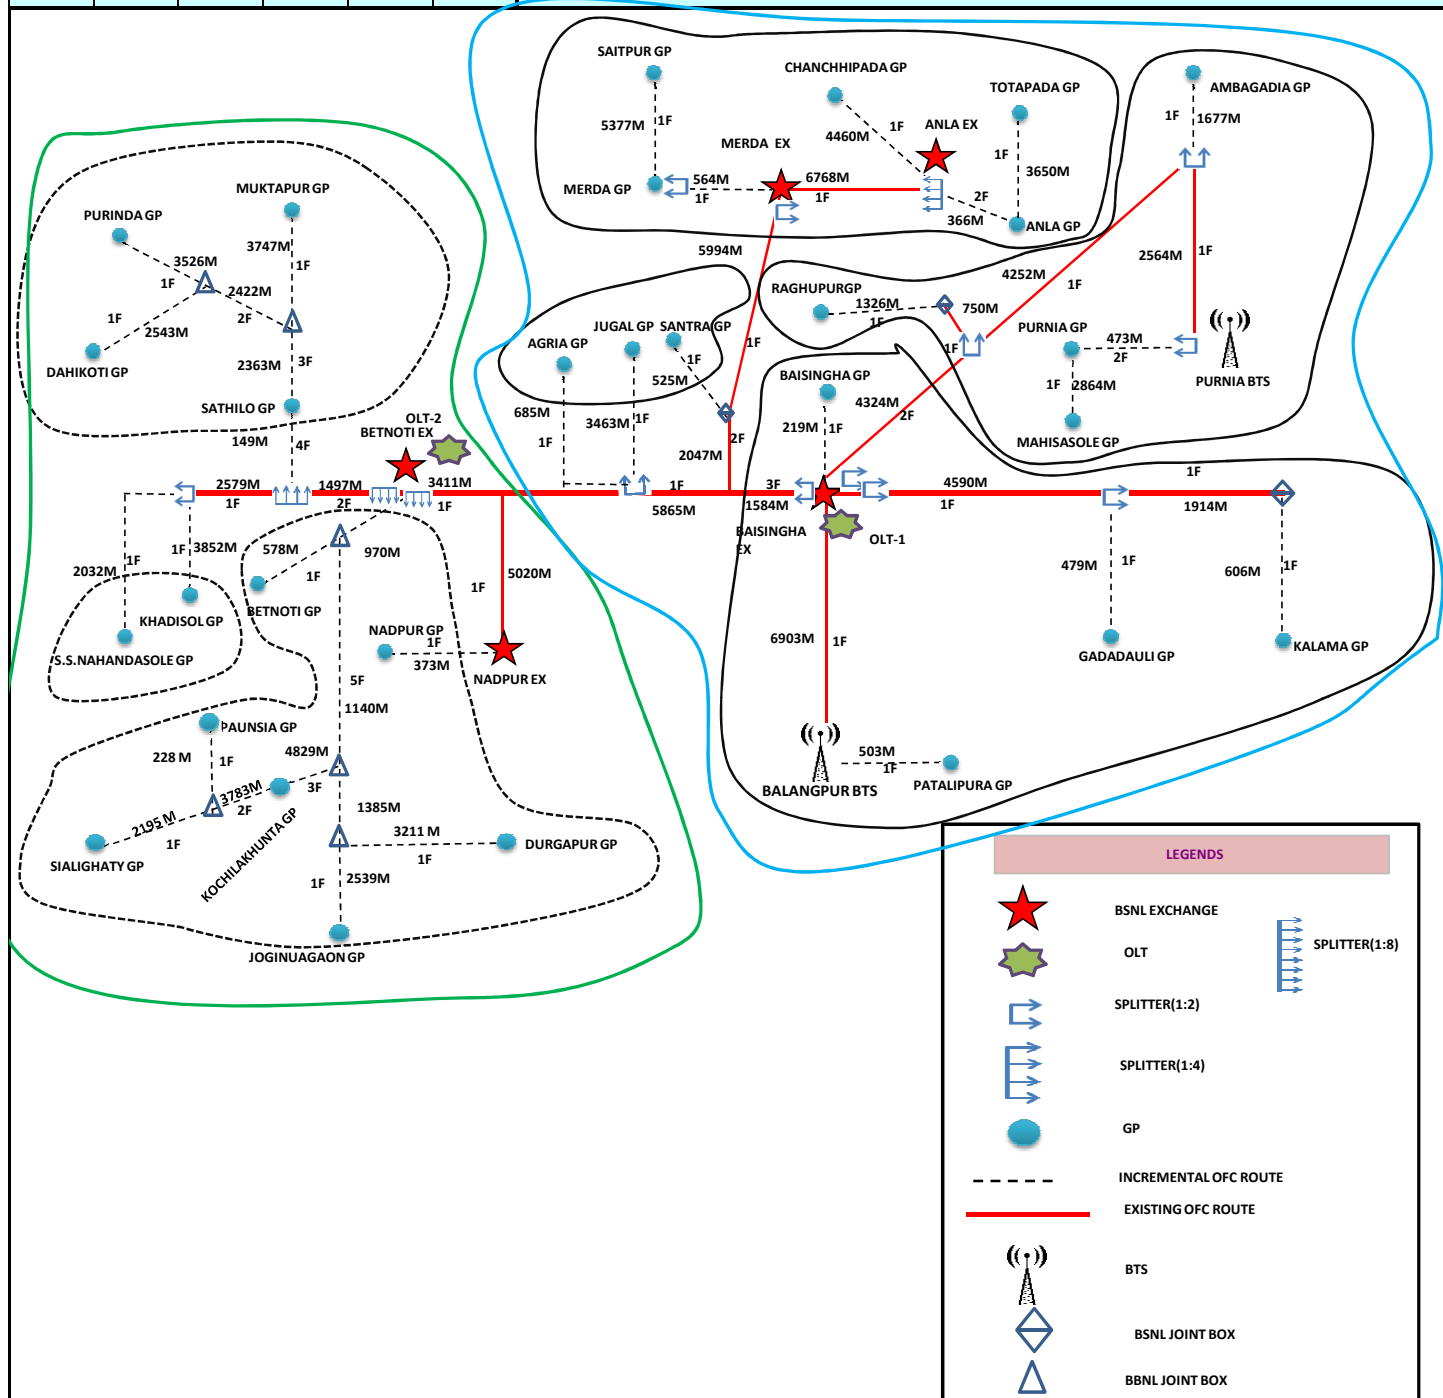 SAITPUR GP
CHANCHHIPADA GP
TOTAPADA GP
AMBAGADIA GP
5377M
1F
4460M
1F
ANLA EX
1F
1677M
MERDA EX
1F
3650M
MERDA GP
564M
1F
6768M
1F
2F
366M
ANLA GP
MUKTAPUR GP
PURINDA GP
3747M
1F
3526M
1F
2422M
2F
1F
2543M
DAHIKOTI GP
2363M
3F
SATHILO GP
149M
4F
5994M
1F
4252M
1F
2564M
1F
RAGHUPURGP
1326M
1F
750M
1F
PURNIA GP
473M
2F
PURNIA BTS
1F
2864M
MAHISASOLE GP
JUGAL GP
SANTRA GP
AGRIA GP
1F
525M
685M
1F
3463M
1F
2F
2047M
BAISINGHA GP
219M
1F
4324M
2F
OLT-2
BETNOTI EX
2579M
1F
1497M
2F
3411M
1F
1F
5865M
3F
1584M
4590M
1F
1F
1914M
BAISINGHA
EX
OLT-1
1F
3852M
1F
2032M
KHADISOL GP
S.S.NAHANDASOLE GP
578M
1F
970M
BETNOTI GP
5020M
1F
NADPUR GP
1F
373M
NADPUR EX
479M
1F
606M
1F
GADADAULI GP
KALAMA GP
6903M
1F
5F
1140M
PAUNSIA GP
228 M
1F
4829M
3F
3783M
2F
2195 M
1F
SIALIGHATY GP
KOCHILAKHUNTA GP
1385M
3211 M
1F
DURGAPUR GP
1F
2539M
JOGINUAGAON GP
503M
1F
BALANGPUR BTS
PATALIPURA GP
LEGENDS
BSNL EXCHANGE
OLT
SPLITTER(1:8)
SPLITTER(1:2)
SPLITTER(1:4)
GP
INCREMENTAL OFC ROUTE
EXISTING OFC ROUTE
BTS
BSNL JOINT BOX
BBNL JOINT BOX